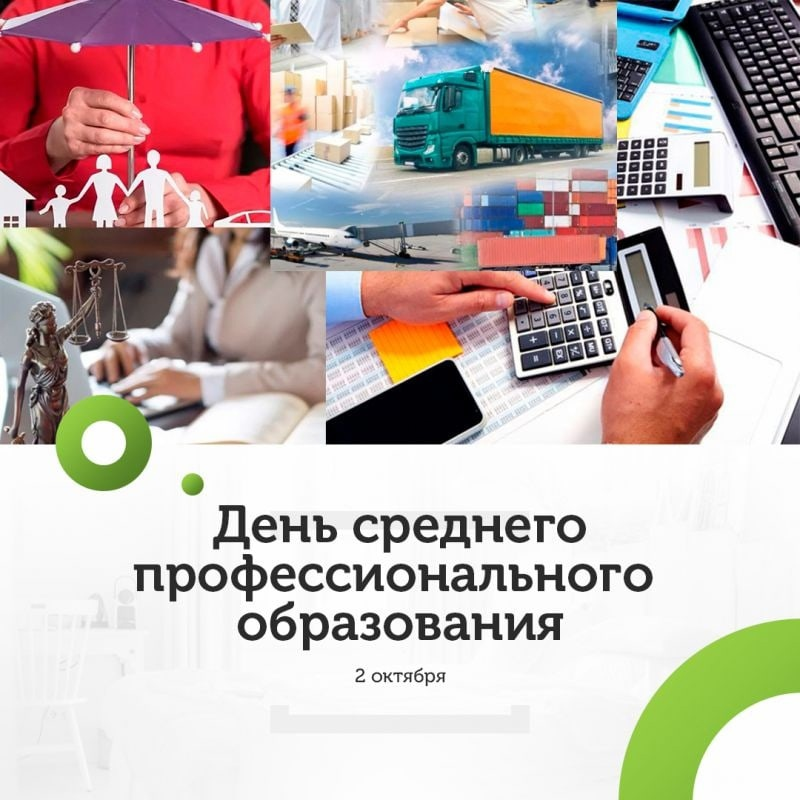 День среднего
профессионального
образования
2 октября